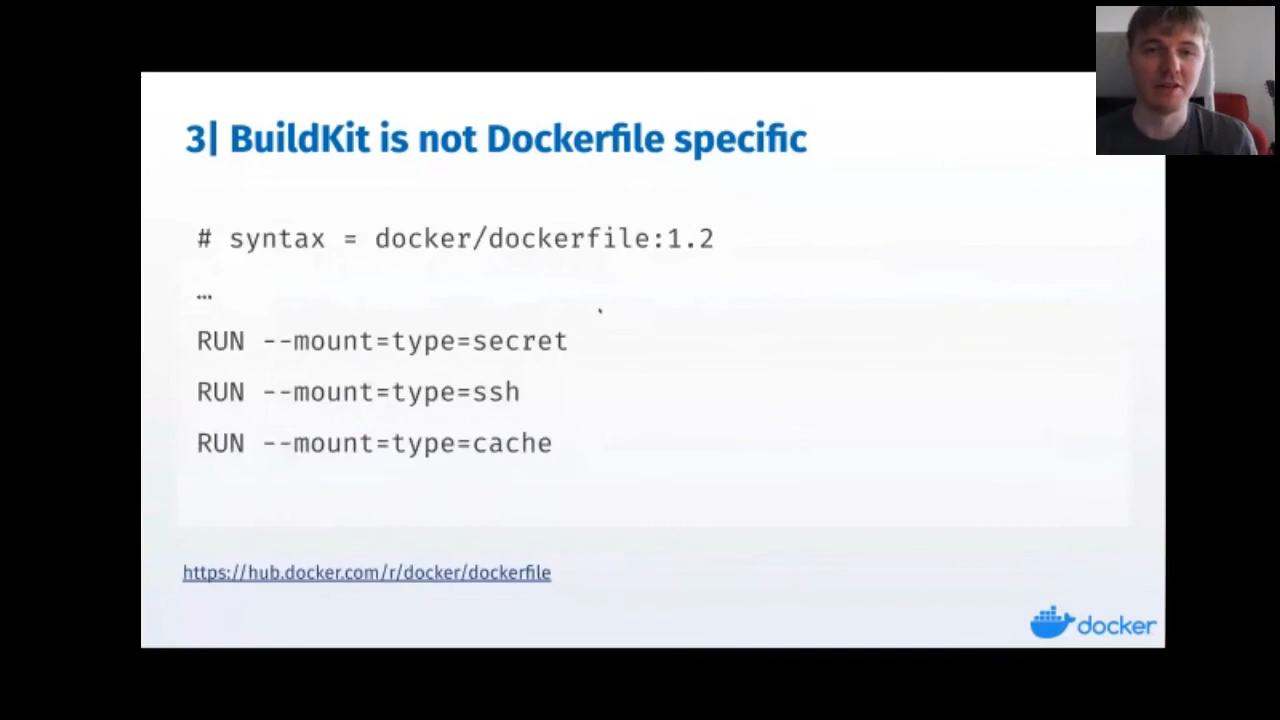 3| BuildKit is not Dockerfile specific
# syntax = docker/dockerfile:1.2
…
RUN --mount=type=secret
RUN --mount=type=ssh
RUN --mount=type=cache
https://hub.docker.com/r/docker/dockerfile
docker